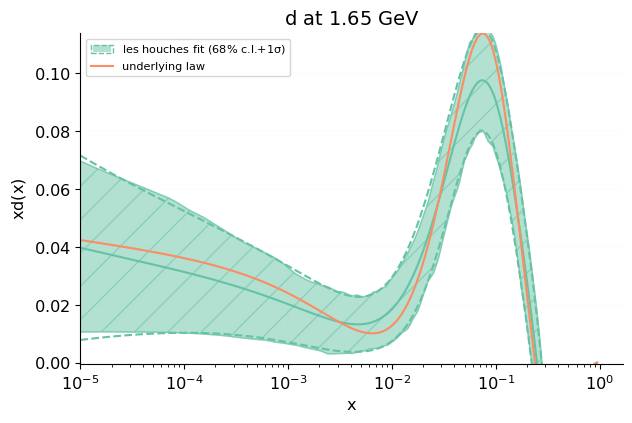 d at 1.65 GeV
les houches fit (68% c.l.+1σ)
underlying law
xd(x)
0.10
0.08
0.06
0.04
0.02
0.00
10⁻⁵
10⁻⁴
10⁻³
10⁻²
10⁻¹
10⁰
x